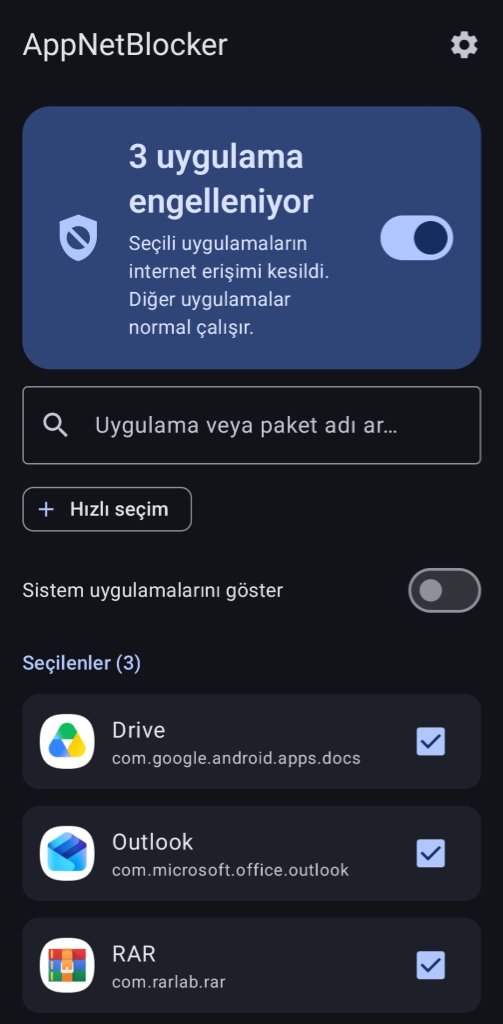 AppNetBlocker
3 uygulama
engelleniyor
Seçili uygulamaların
internet erişimi kesildi.
Diğer uygulamalar
normal çalışır.
Uygulama veya paket adı ar…
+ Hızlı seçim
Sistem uygulamalarını göster
Seçilenler (3)
Drive
com.google.android.apps.docs
Outlook
com.microsoft.office.outlook
RAR
com.rarlab.rar